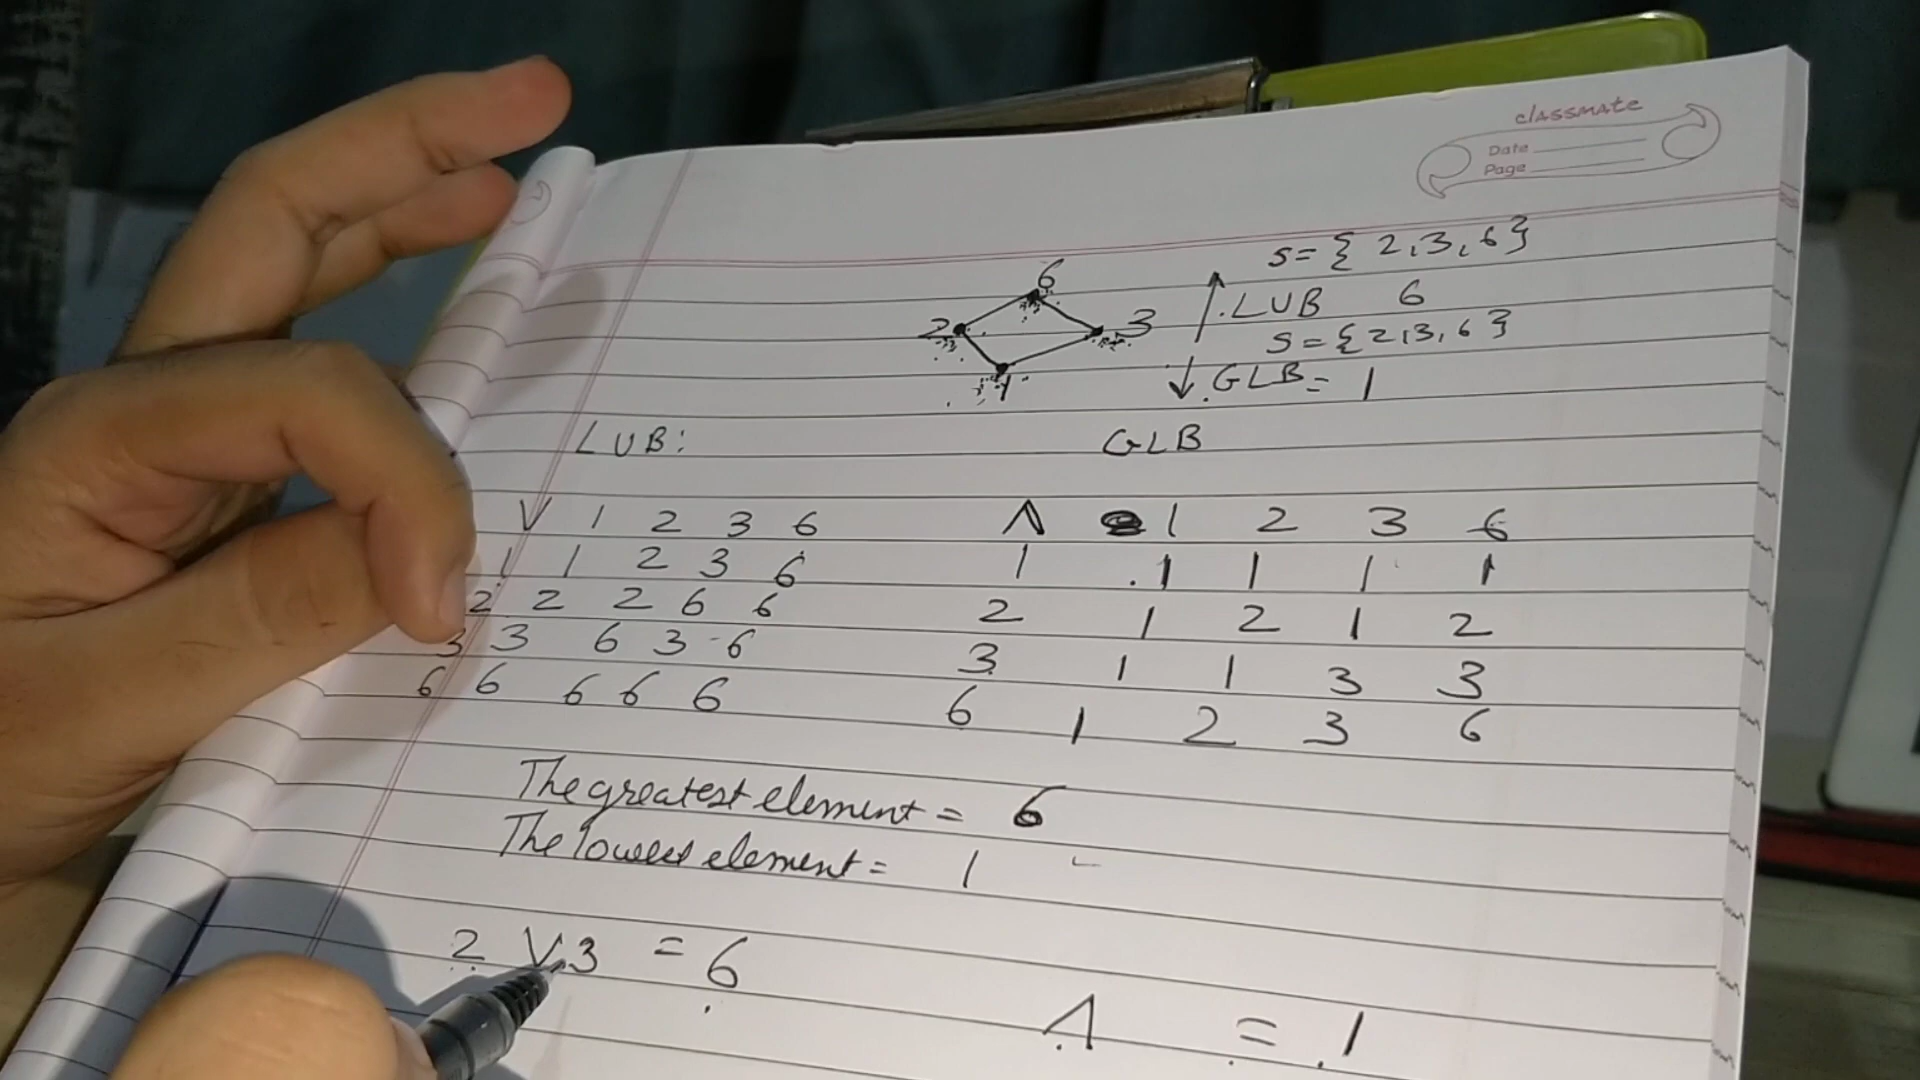 classmate
Date
Page
S = { 2, 3, 6 }
6
LUB 6
2 3
S = { 2, 3, 6 }
1
GLB = 1
LUB: GLB
V 1 2 3 6
1 1 2 3 6
2 2 2 6 6
3 3 6 3 6
6 6 6 6 6
Λ 1 2 3 6
1 1 1 1 1
2 1 2 1 2
3 1 1 3 3
6 1 2 3 6
The greatest element = 6
The lowest element = 1
2 V 3 = 6
Λ = 1